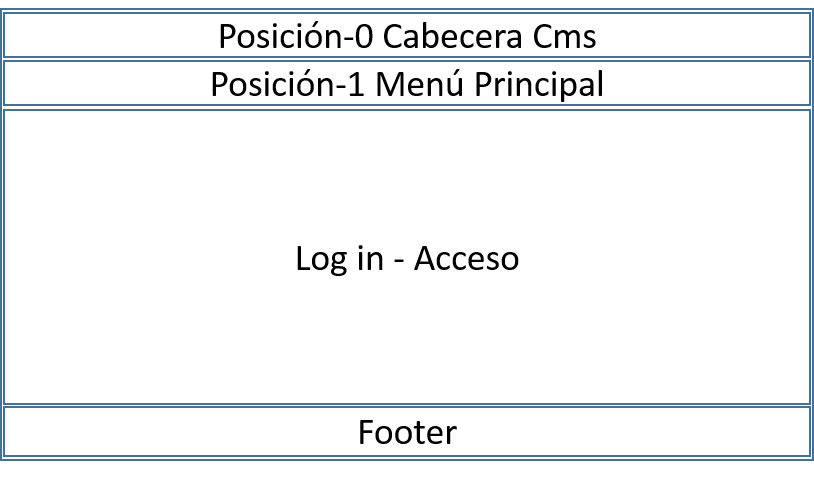 Posición-0 Cabecera Cms
Posición-1 Menú Principal
Log in - Acceso
Footer